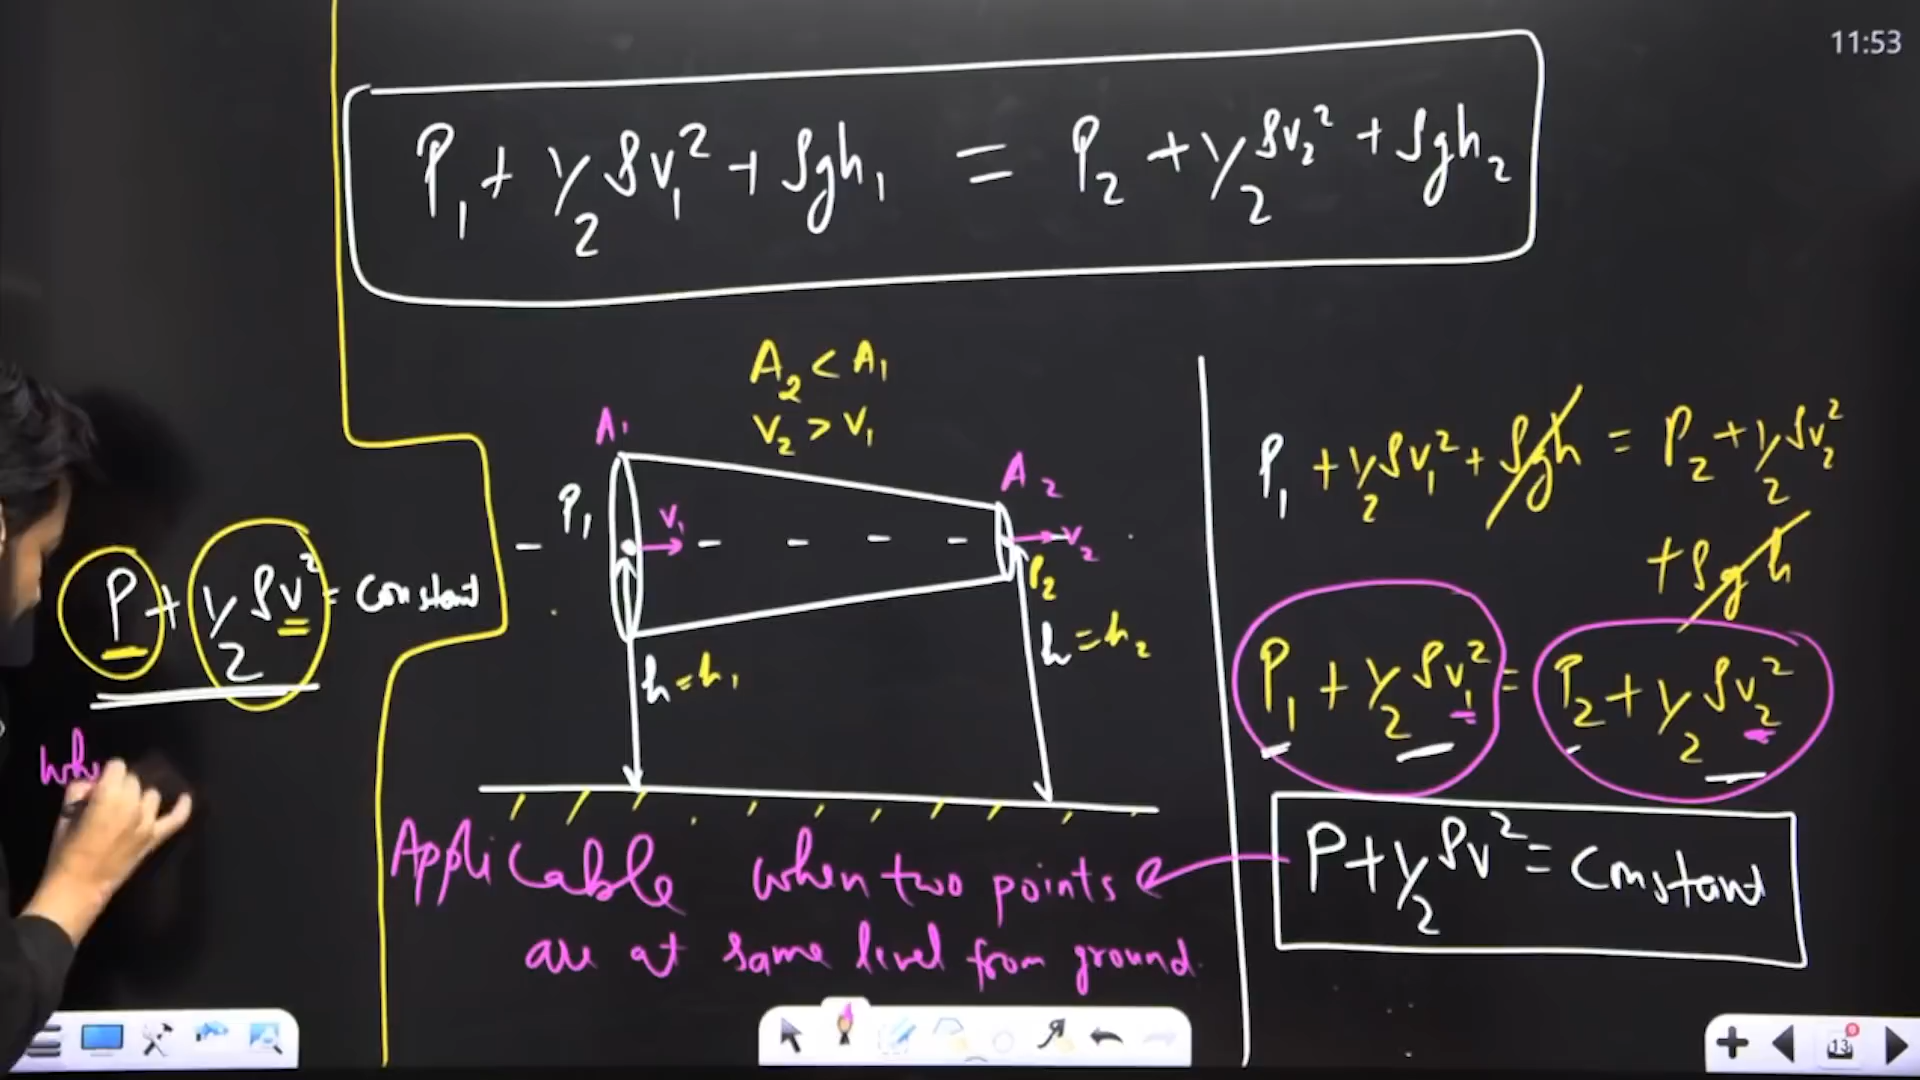 11:53
P₁ + ½ ρv₁² + ρgh₁ = P₂ + ½ ρv₂² + ρgh₂
A₂ < A₁
V₂ > V₁
A₁
A₂
P₁
V₁
V₂
P₂
h = h₁
h = h₂
P + ½ ρv² = constant
P₁ + ½ ρv₁² + ρgh = P₂ + ½ ρv₂²
+ ρgh
P₁ + ½ ρv₁² = P₂ + ½ ρv₂²
P + ½ ρv² = constant
Applicable when two points
are at same level from ground.
13